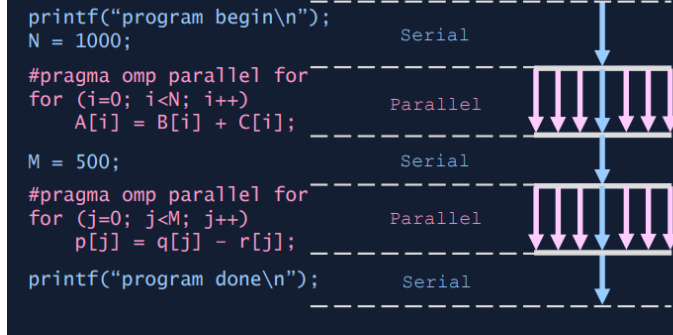 printf(“program begin\n”);
N = 1000;
Serial
#pragma omp parallel for
for (i=0; i<N; i++)
A[i] = B[i] + C[i];
Parallel
M = 500;
Serial
#pragma omp parallel for
for (j=0; j<M; j++)
p[j] = q[j] – r[j];
Parallel
printf(“program done\n”);
Serial